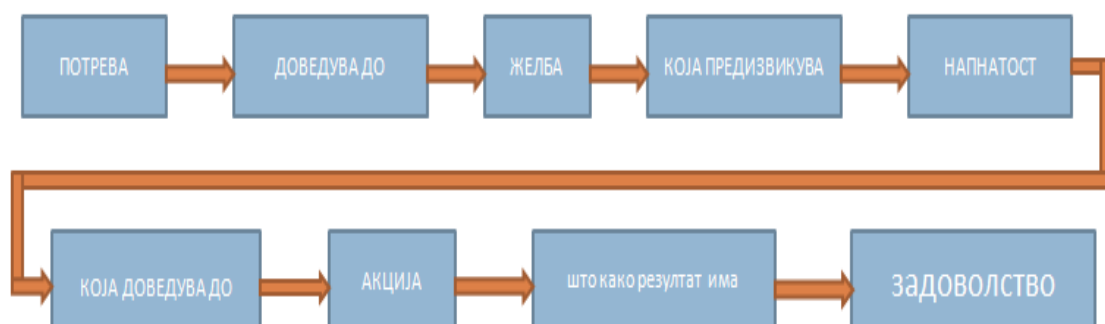 ПОТРЕВА
ДОВЕДУВА ДО
ЖЕЛБА
КОЈА ПРЕДИЗВИКУВА
НАПНАТОСТ
КОЈА ДОВЕДУВА ДО
АКЦИЈА
што како резултат има
задоволство